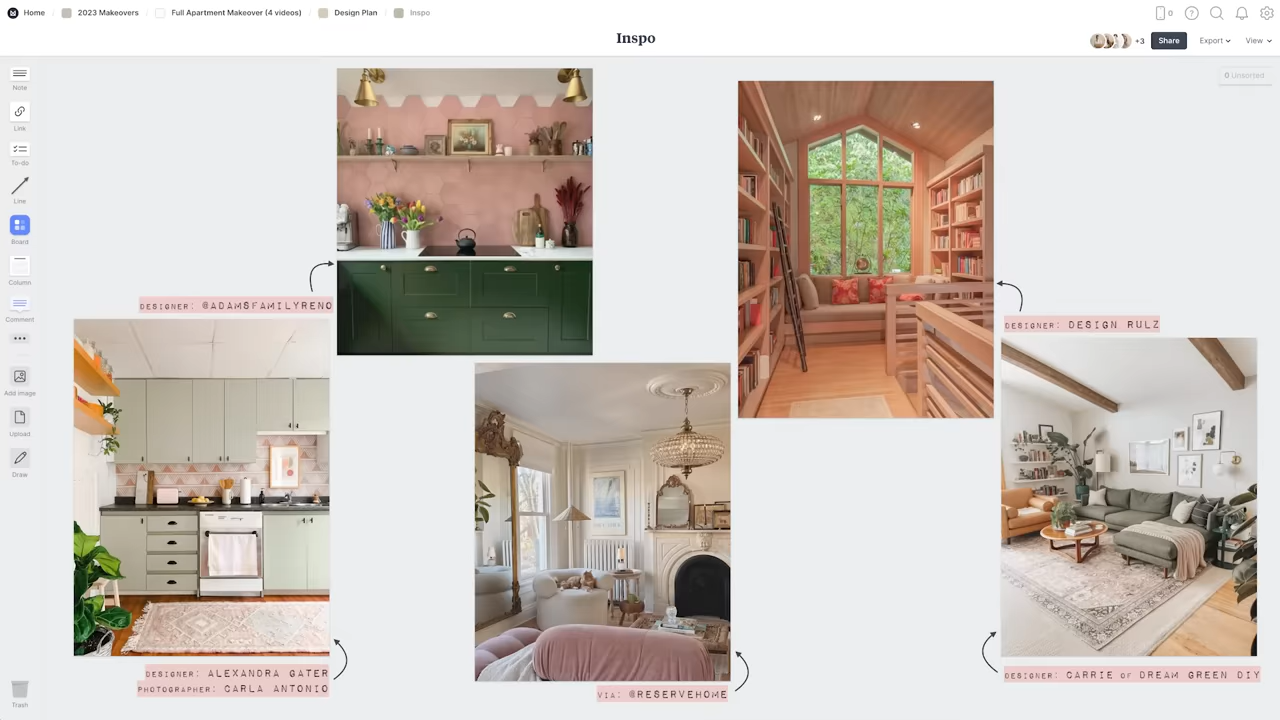 Home
2023 Makeovers
Full Apartment Makeover (4 videos)
Design Plan
Inspo
0
Inspo
+3
Share
Export
View
0 Unsorted
Note
Link
To-do
Line
Board
Column
Comment
Add image
Upload
Draw
Trash
DESIGNER: @ADAMSFAMILYRENO
DESIGNER: DESIGN RULZ
DESIGNER: ALEXANDRA GATER
PHOTOGRAPHER: CARLA ANTONIO
VIA: @RESERVEHOME
DESIGNER: CARRIE of DREAM GREEN DIY